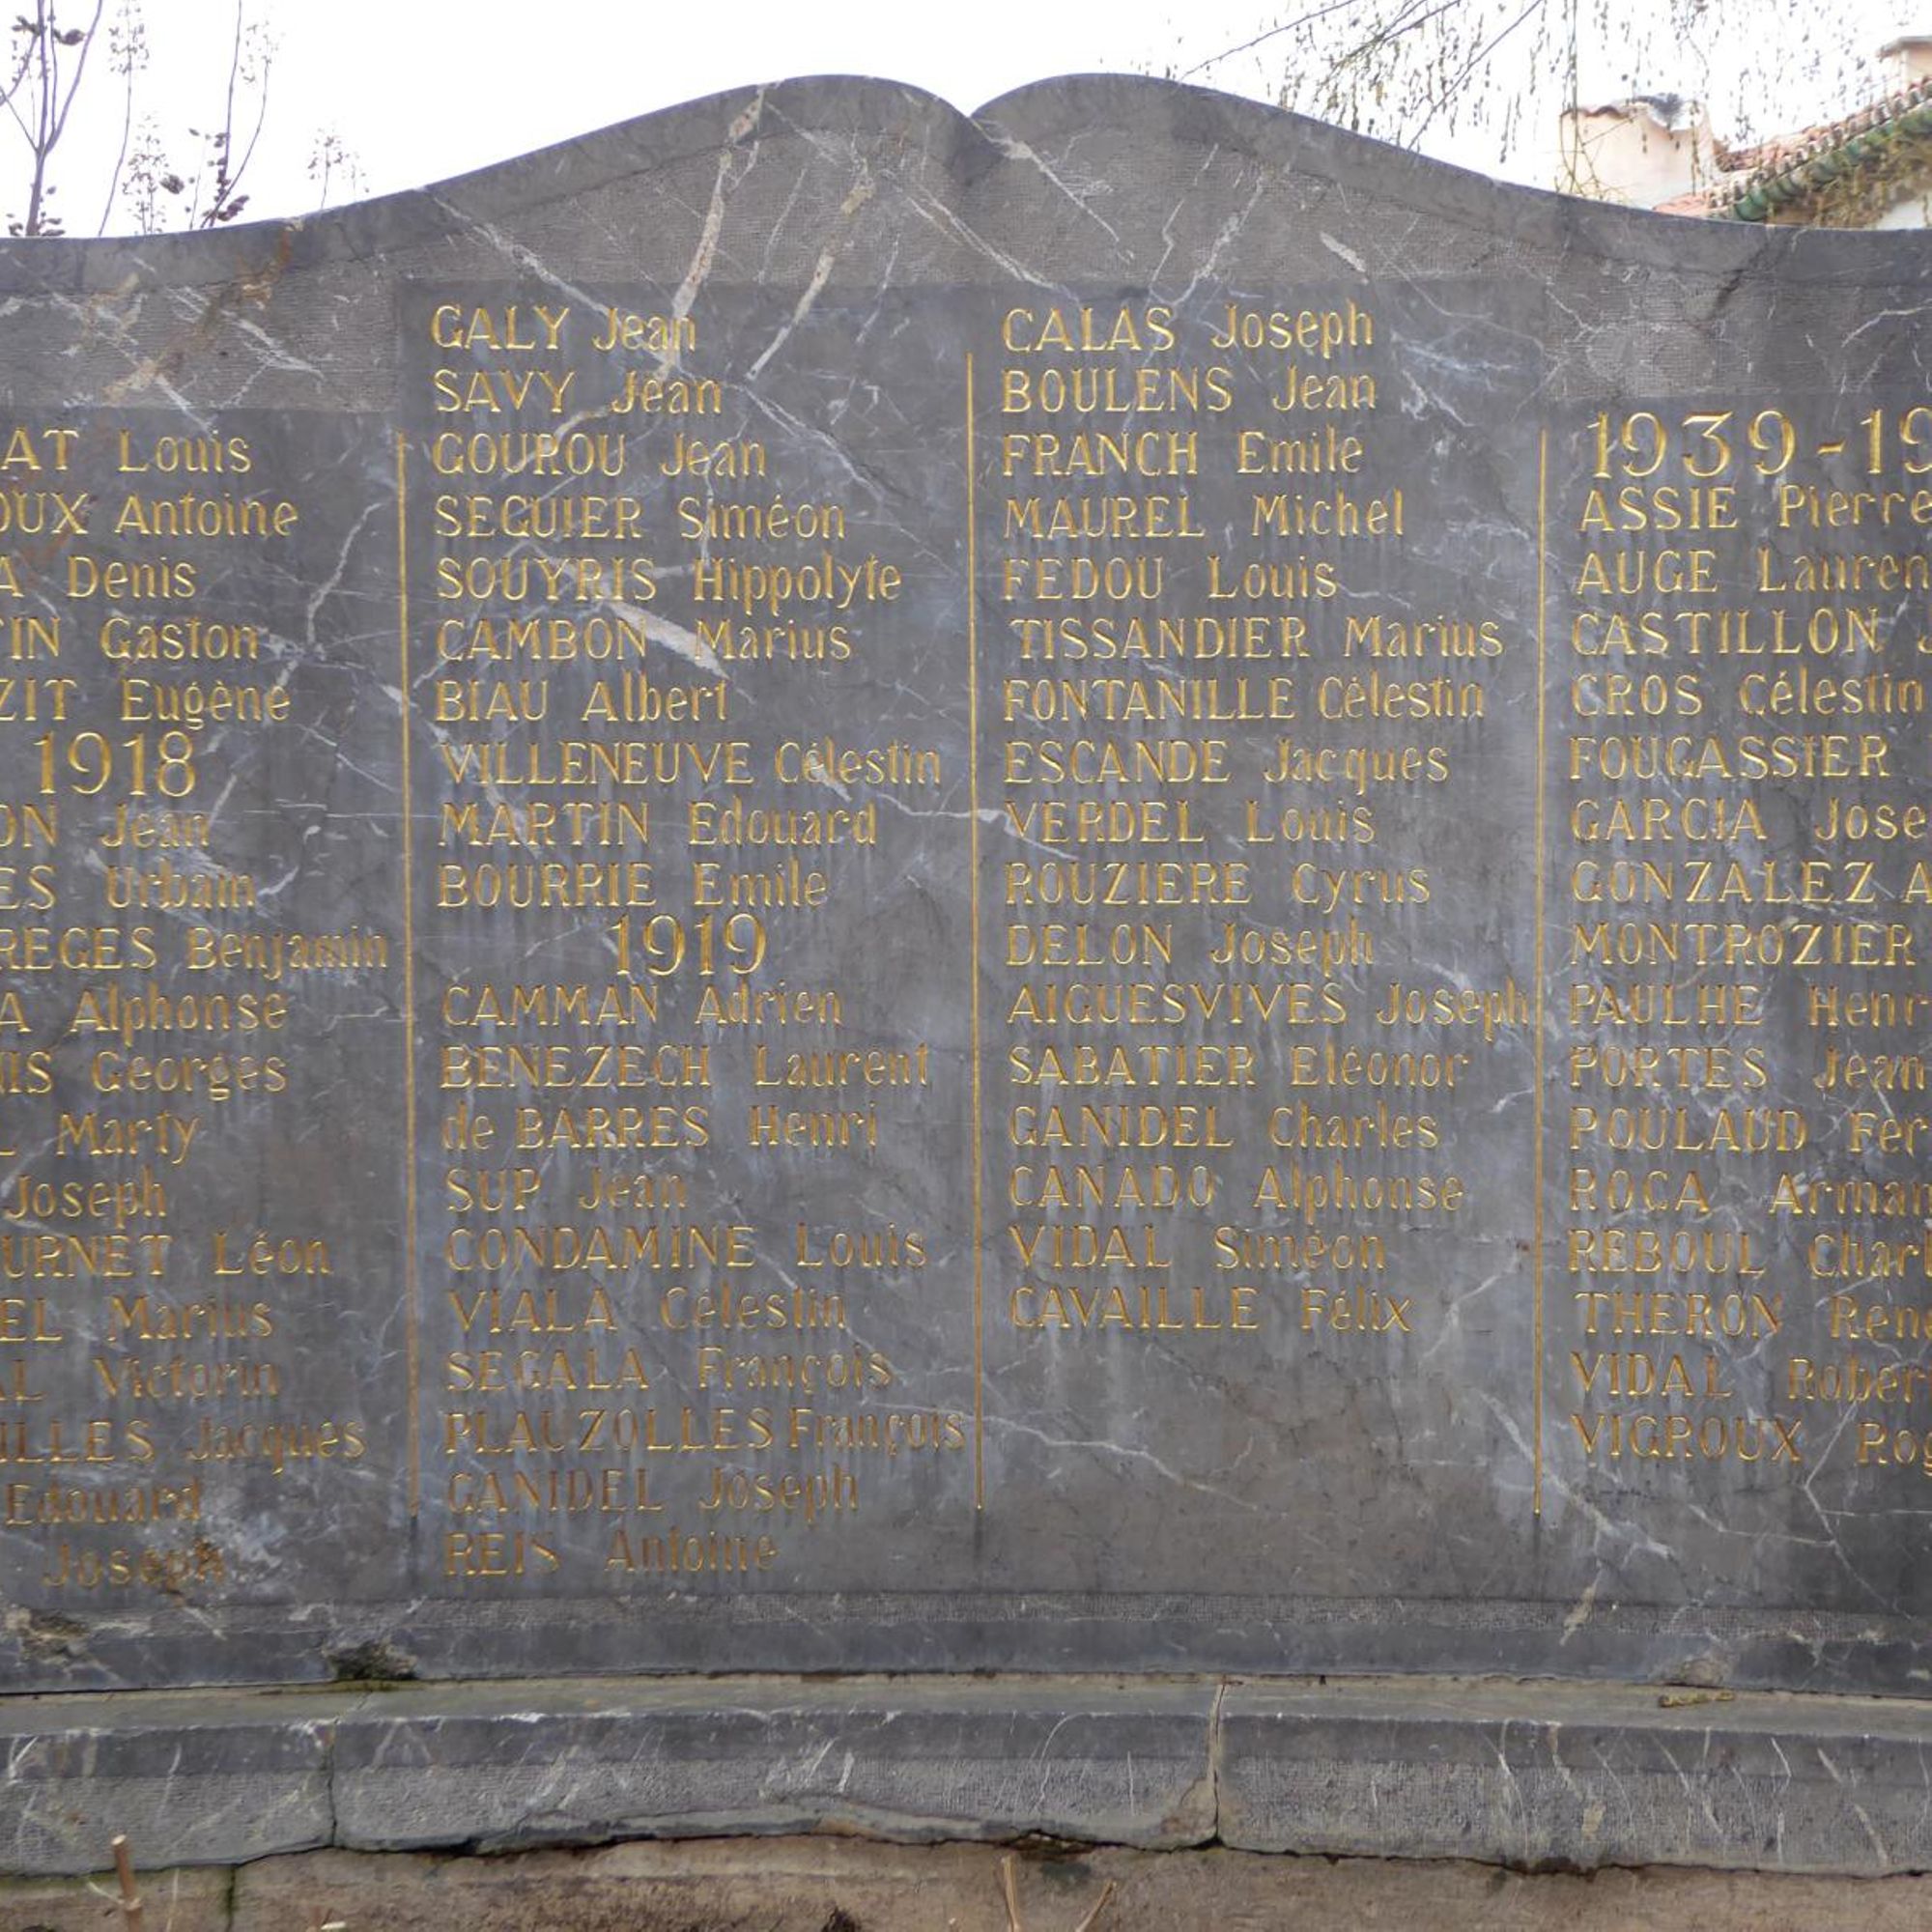 AT Louis
OUX Antoine
A Denis
TIN Gaston
ZIT Eugène
1918
ON Jean
ES Urbain
REGES Benjamin
A Alphonse
NIS Georges
L Marty
Joseph
URNET Léon
EL Marius
AL Victorin
ILLES Jacques
Edouard
Joseph
GALY Jean
SAVY Jean
GOUROU Jean
SEGUIER Siméon
SOUYRIS Hippolyte
CAMBON Marius
BIAU Albert
VILLENEUVE Célestin
MARTIN Edouard
BOURRIE Emile
1919
CAMMAN Adrien
BENEZECH Laurent
de BARRES Henri
SUP Jean
CONDAMINE Louis
VIALA Célestin
SEGALA François
PLAUZOLLES François
GANIDEL Joseph
REIS Antoine
CALAS Joseph
BOULENS Jean
FRANCH Emile
MAUREL Michel
FEDOU Louis
TISSANDIER Marius
FONTANILLE Célestin
ESCANDE Jacques
VERDEL Louis
ROUZIERE Cyrus
DELON Joseph
AIGUESVIVES Joseph
SABATIER Eléonor
GANIDEL Charles
CANADO Alphonse
VIDAL Siméon
CAVAILLE Félix
1939-19
ASSIE Pierre
AUGE Lauren
CASTILLON J
CROS Célestin
FOUGASSIER
GARCIA Jose
GONZALEZ A
MONTROZIER
PAULHE Henr
PORTES Jean
POULAUD Fer
ROCA Arman
REBOUL Charl
THERON Ren
VIDAL Rober
VIGROUX Rog